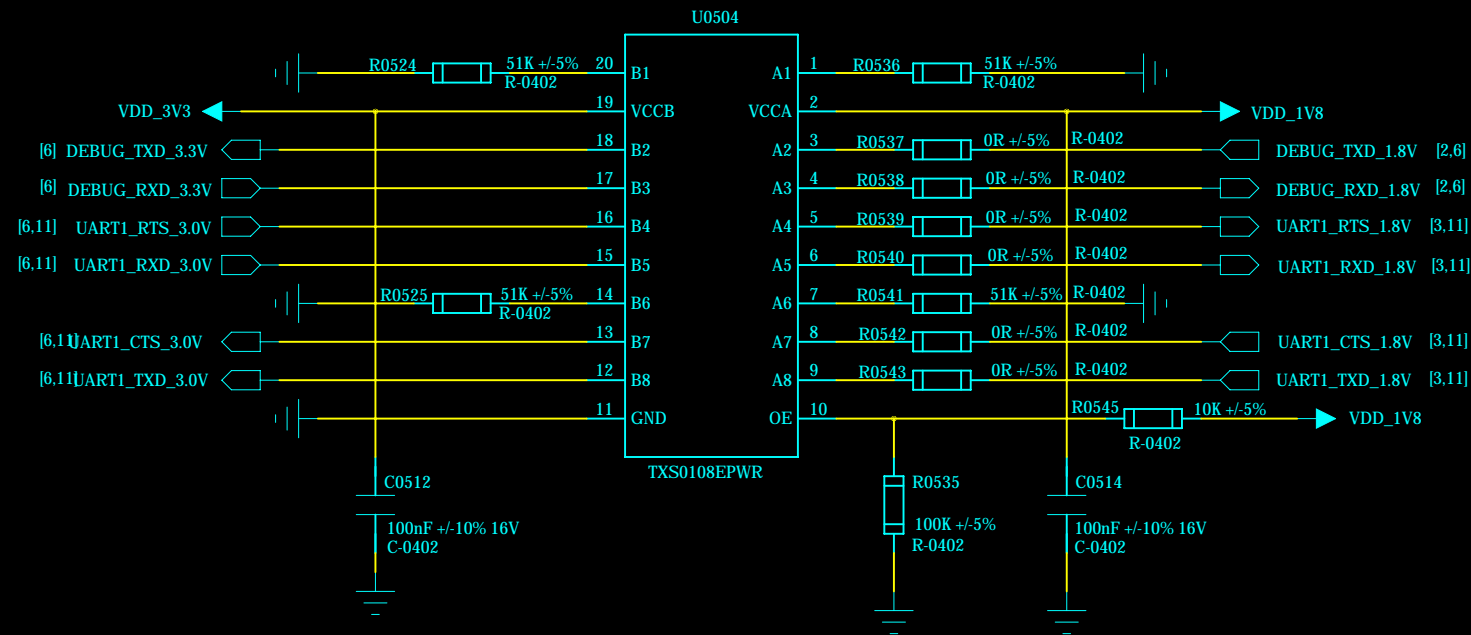 U0504
R0524 51K +/-5% 20 B1 A1 1 R0536 51K +/-5%
R-0402 R-0402
VDD_3V3 19 VCCB VCCA 2 VDD_1V8
[6] DEBUG_TXD_3.3V 18 B2 A2 3 R0537 0R +/-5% R-0402 DEBUG_TXD_1.8V [2,6]
[6] DEBUG_RXD_3.3V 17 B3 A3 4 R0538 0R +/-5% R-0402 DEBUG_RXD_1.8V [2,6]
[6,11] UART1_RTS_3.0V 16 B4 A4 5 R0539 0R +/-5% R-0402 UART1_RTS_1.8V [3,11]
[6,11] UART1_RXD_3.0V 15 B5 A5 6 R0540 0R +/-5% R-0402 UART1_RXD_1.8V [3,11]
R0525 51K +/-5% 14 B6 A6 7 R0541 51K +/-5% R-0402
R-0402
[6,11] UART1_CTS_3.0V 13 B7 A7 8 R0542 0R +/-5% R-0402 UART1_CTS_1.8V [3,11]
[6,11] UART1_TXD_3.0V 12 B8 A8 9 R0543 0R +/-5% R-0402 UART1_TXD_1.8V [3,11]
11 GND OE 10 R0545 10K +/-5% VDD_1V8
R-0402
TXS0108EPWR
C0512 R0535 C0514
100nF +/-10% 16V 100K +/-5% 100nF +/-10% 16V
C-0402 R-0402 C-0402